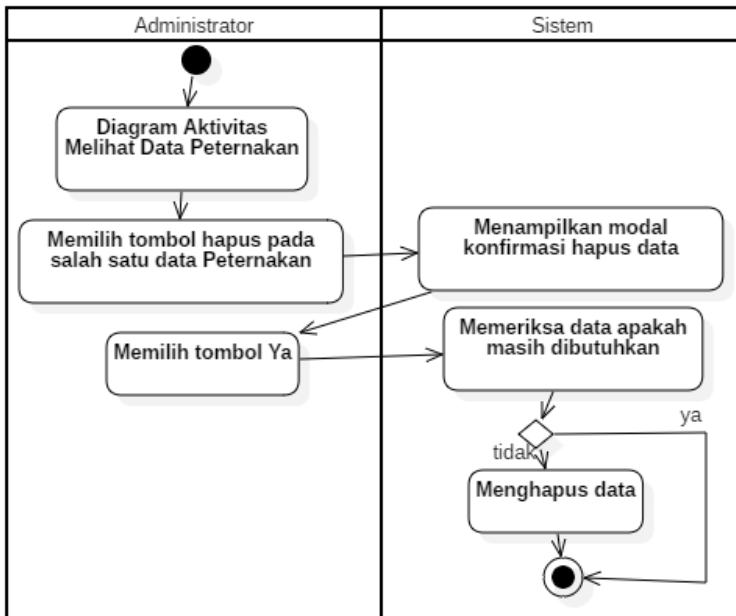 Administrator
Sistem
Diagram Aktivitas
Melihat Data Peternakan
Memilih tombol hapus pada
salah satu data Peternakan
Menampilkan modal
konfirmasi hapus data
Memilih tombol Ya
Memeriksa data apakah
masih dibutuhkan
ya
tidak
Menghapus data